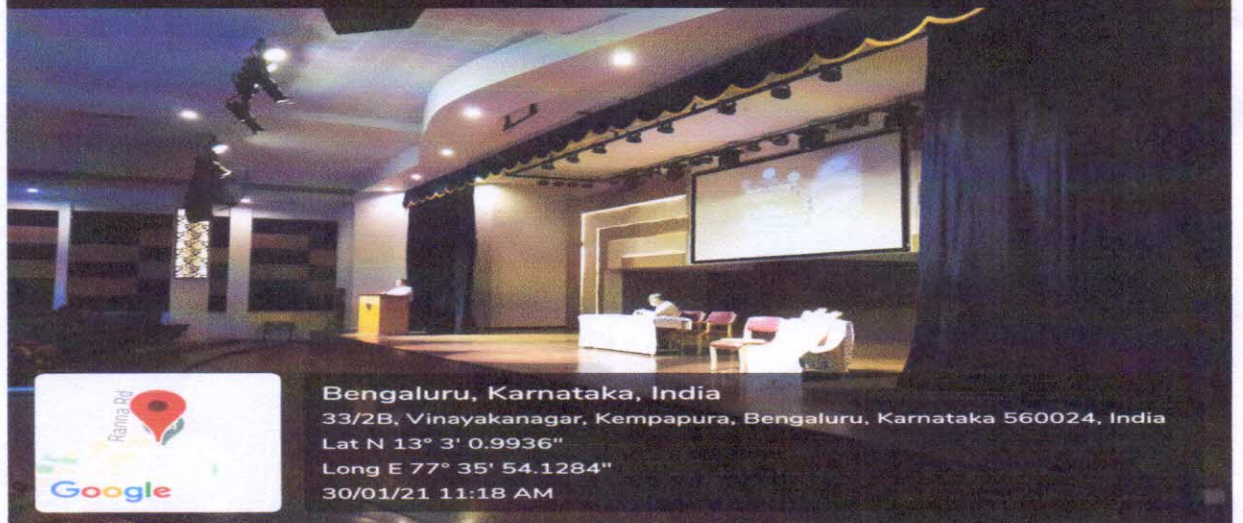 Ranna Rd
Google
Bengaluru, Karnataka, India
33/2B, Vinayakanagar, Kempapura, Bengaluru, Karnataka 560024, India
Lat N 13° 3' 0.9936"
Long E 77° 35' 54.1284"
30/01/21 11:18 AM